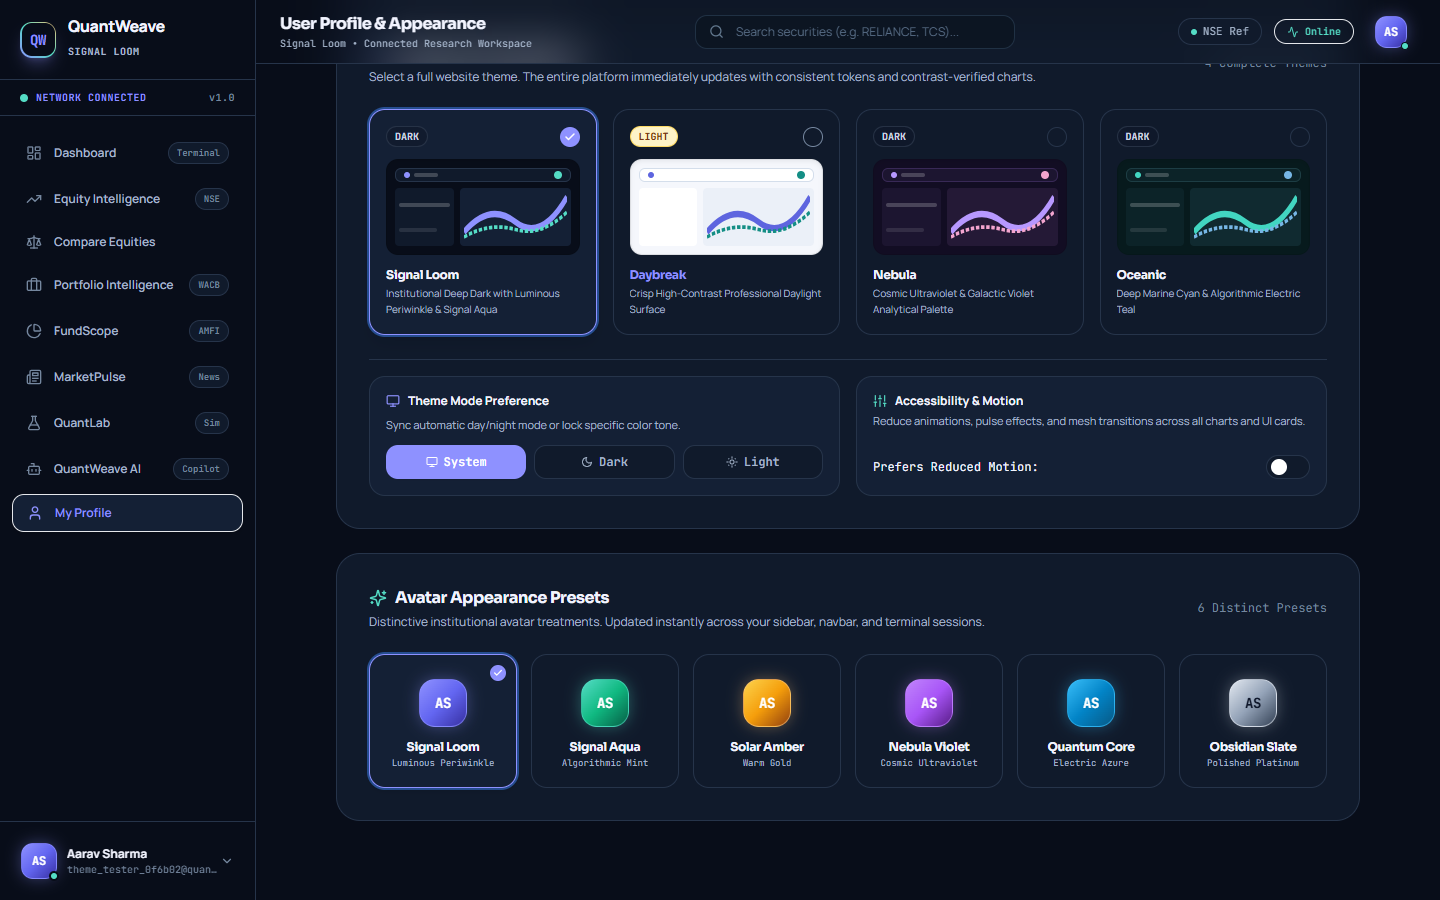 QW
QuantWeave
SIGNAL LOOM
NETWORK CONNECTED
v1.0
Dashboard
Terminal
Equity Intelligence
NSE
Compare Equities
Portfolio Intelligence
WACB
FundScope
AMFI
MarketPulse
News
QuantLab
Sim
QuantWeave AI
Copilot
My Profile
AS
Aarav Sharma
theme_tester_0f6b02@quan…
User Profile & Appearance
Signal Loom • Connected Research Workspace
Search securities (e.g. RELIANCE, TCS)...
NSE Ref
Online
AS
Select a full website theme. The entire platform immediately updates with consistent tokens and contrast-verified charts.
4 Complete Themes
DARK
Signal Loom
Institutional Deep Dark with Luminous
Periwinkle & Signal Aqua
LIGHT
Daybreak
Crisp High-Contrast Professional Daylight
Surface
DARK
Nebula
Cosmic Ultraviolet & Galactic Violet
Analytical Palette
DARK
Oceanic
Deep Marine Cyan & Algorithmic Electric
Teal
Theme Mode Preference
Sync automatic day/night mode or lock specific color tone.
System
Dark
Light
Accessibility & Motion
Reduce animations, pulse effects, and mesh transitions across all charts and UI cards.
Prefers Reduced Motion:
Avatar Appearance Presets
Distinctive institutional avatar treatments. Updated instantly across your sidebar, navbar, and terminal sessions.
6 Distinct Presets
AS
Signal Loom
Luminous Periwinkle
AS
Signal Aqua
Algorithmic Mint
AS
Solar Amber
Warm Gold
AS
Nebula Violet
Cosmic Ultraviolet
AS
Quantum Core
Electric Azure
AS
Obsidian Slate
Polished Platinum